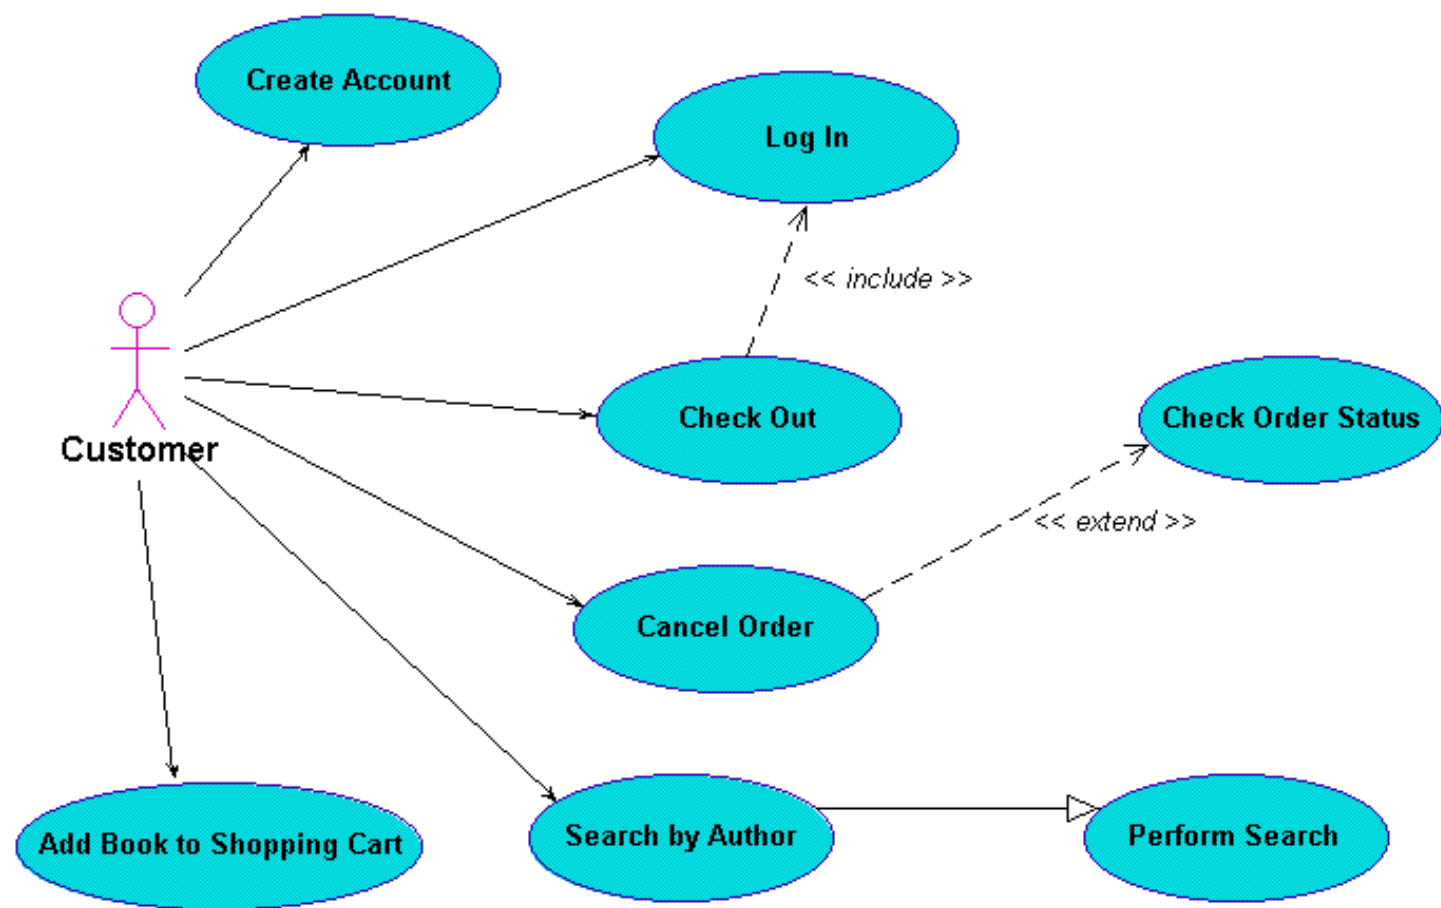 Create Account
Log In
<< include >>
Check Out
Check Order Status
Customer
<< extend >>
Cancel Order
Add Book to Shopping Cart
Search by Author
Perform Search